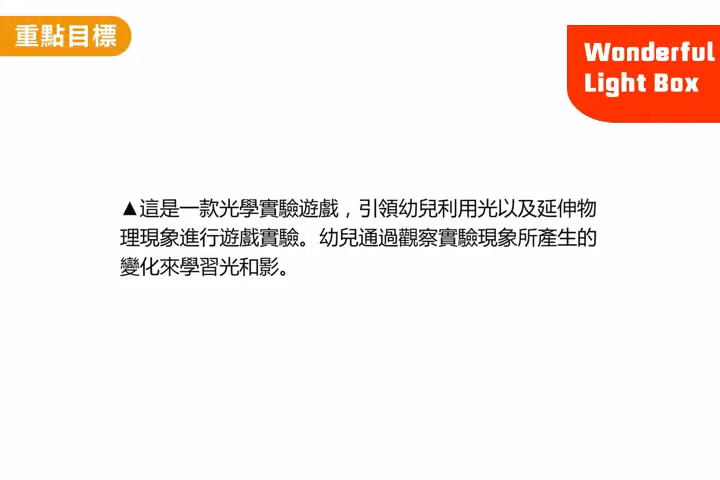 重點目標
Wonderful
Light Box
▲這是一款光學實驗遊戲，引領幼兒利用光以及延伸物
理現象進行遊戲實驗。幼兒通過觀察實驗現象所產生的
變化來學習光和影。